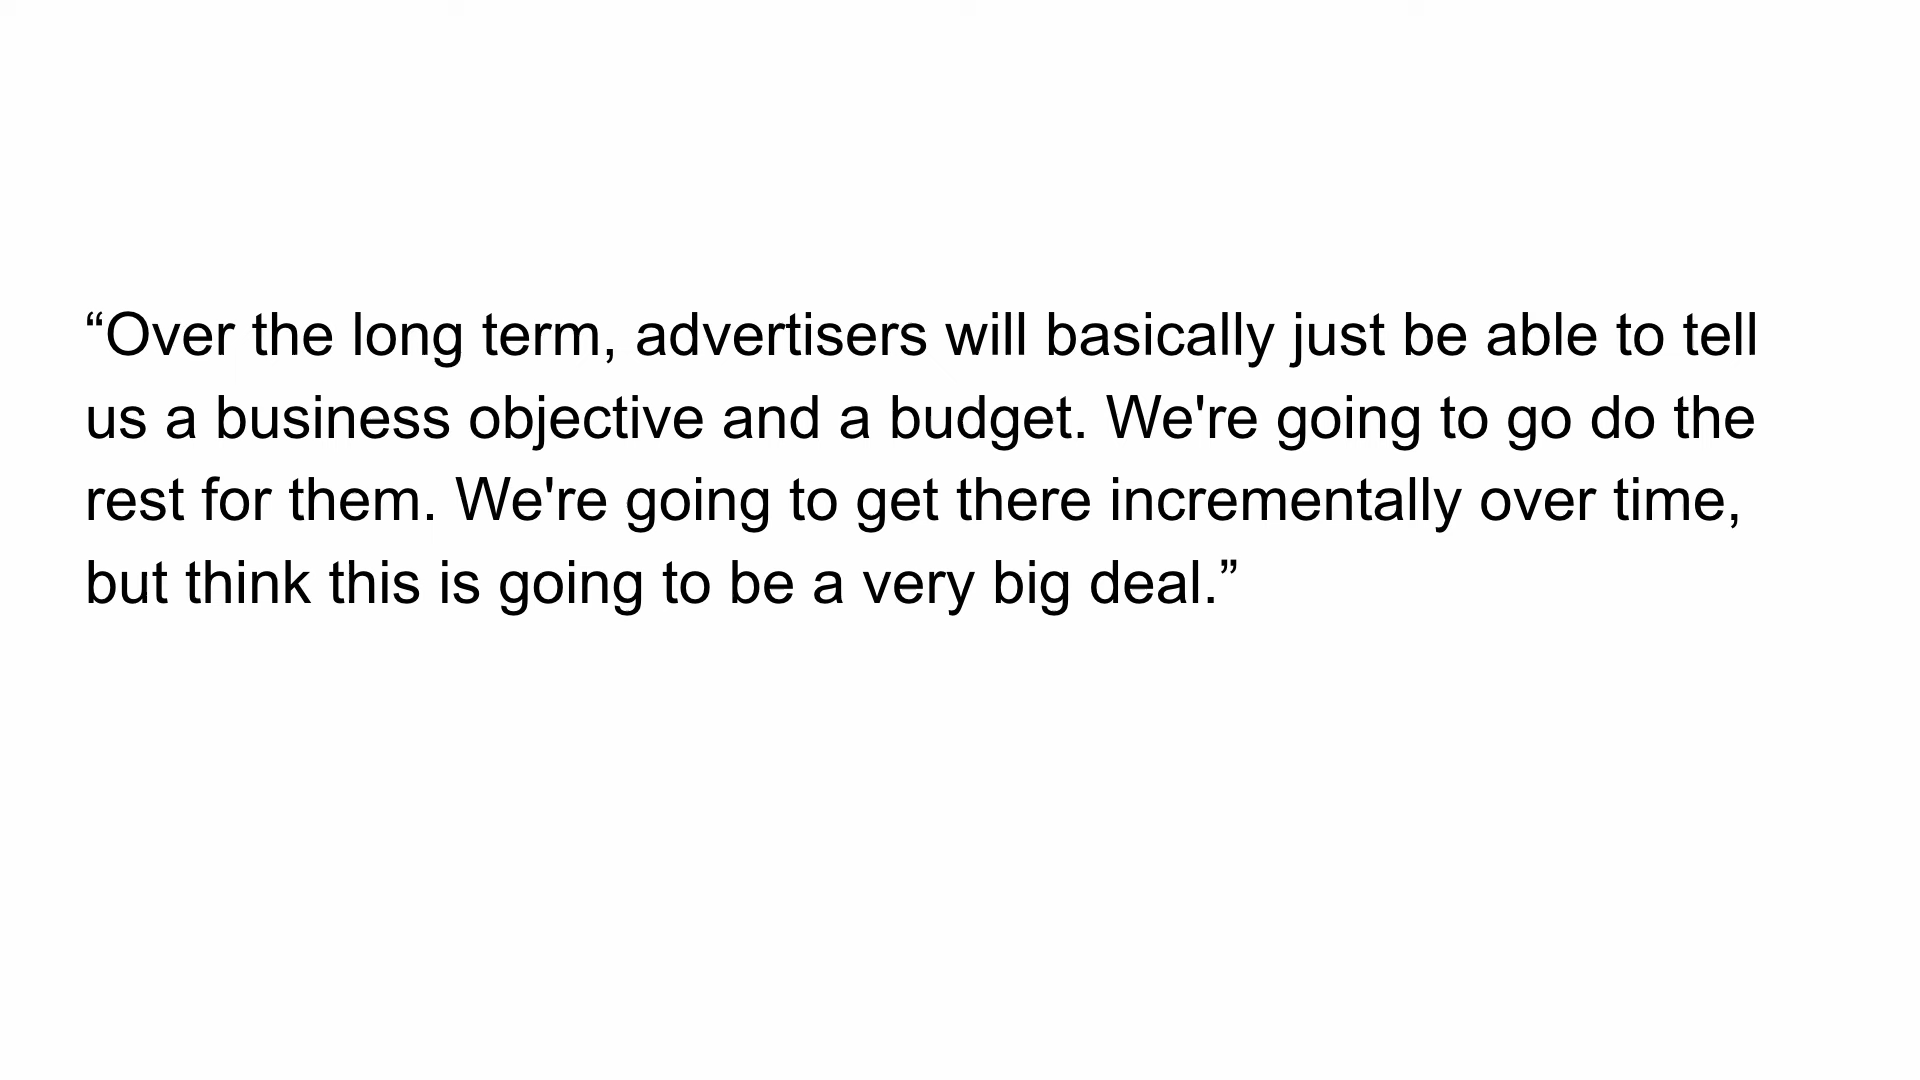 “Over the long term, advertisers will basically just be able to tell
us a business objective and a budget. We're going to go do the
rest for them. We're going to get there incrementally over time,
but think this is going to be a very big deal.”